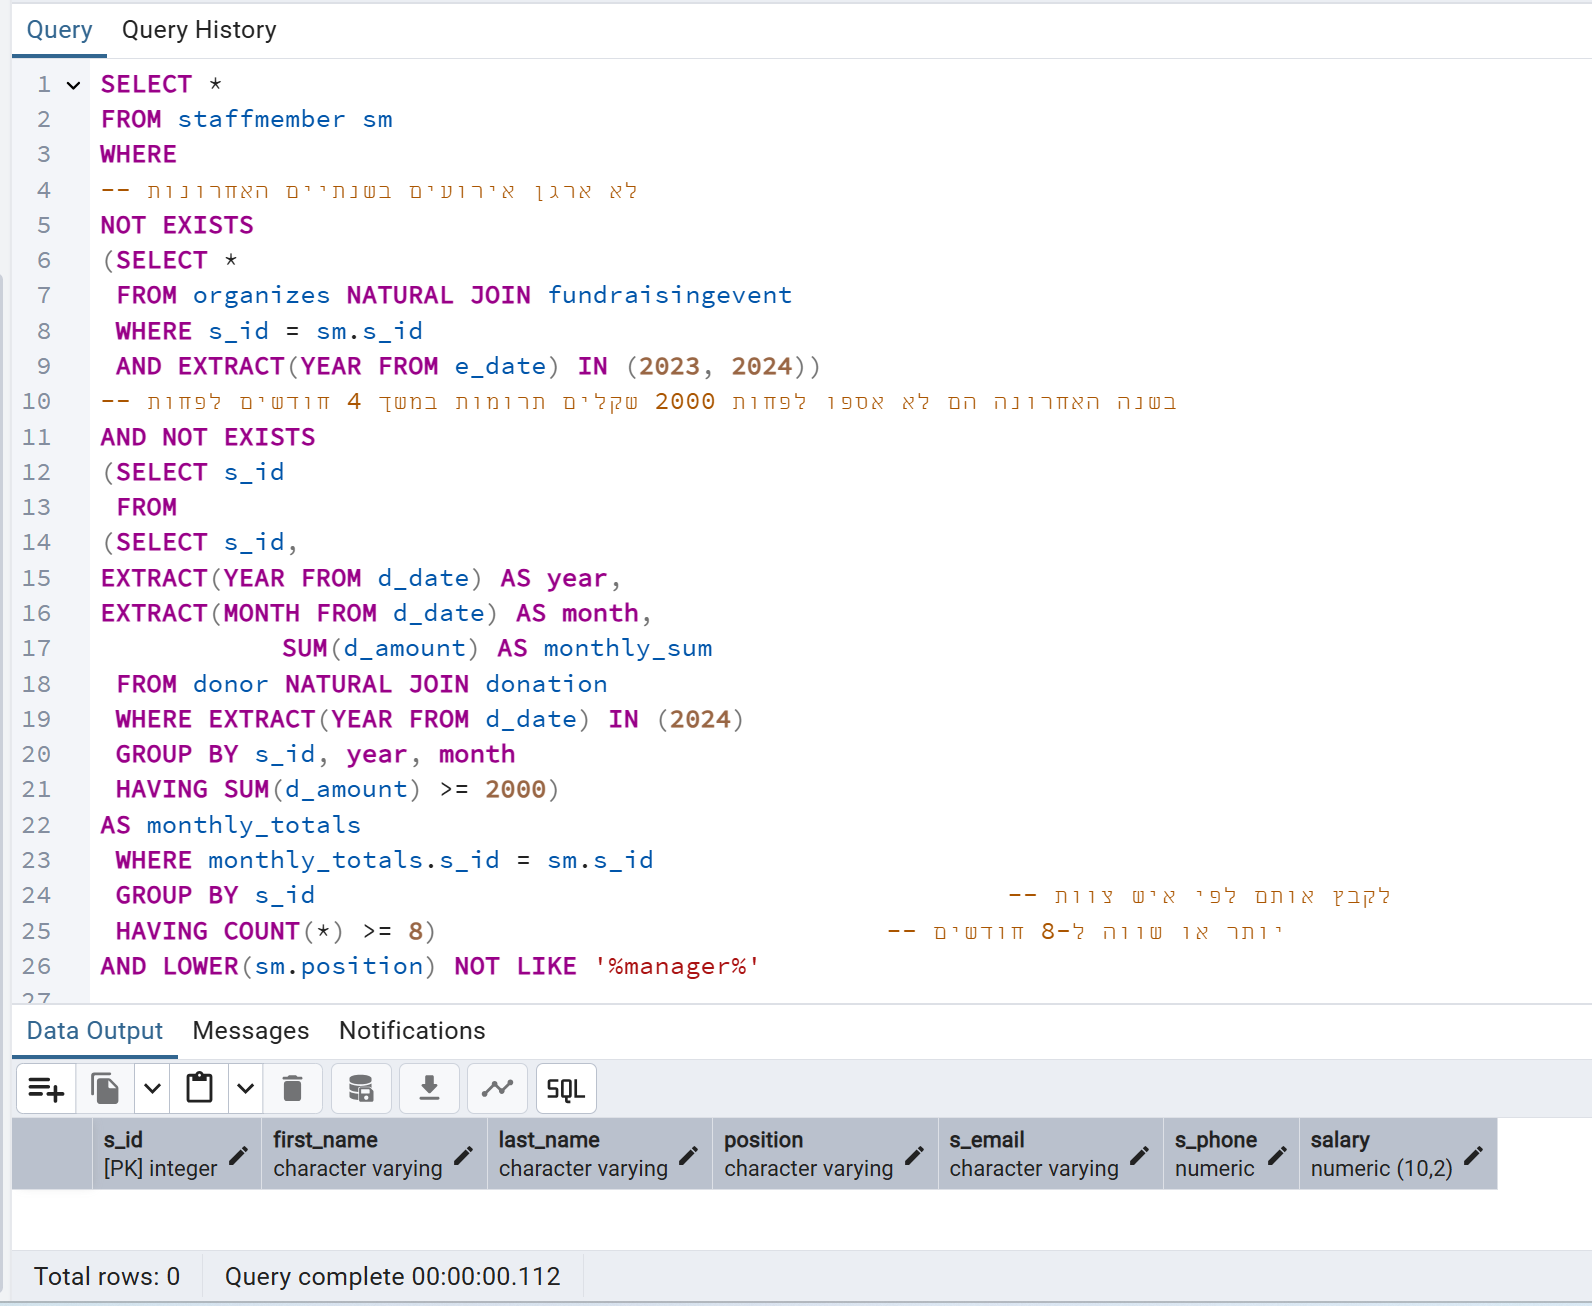 Query Query History
1 SELECT *
2 FROM staffmember sm
3 WHERE
4 -- לא ארגן אירועים בשנתיים האחרונות
5 NOT EXISTS
6 (SELECT *
7 FROM organizes NATURAL JOIN fundraisingevent
8 WHERE s_id = sm.s_id
9 AND EXTRACT(YEAR FROM e_date) IN (2023, 2024))
10 -- בשנה האחרונה הם לא אספו לפחות 2000 שקלים תרומות במשך 4 חודשים לפחות
11 AND NOT EXISTS
12 (SELECT s_id
13 FROM
14 (SELECT s_id,
15 EXTRACT(YEAR FROM d_date) AS year,
16 EXTRACT(MONTH FROM d_date) AS month,
17 SUM(d_amount) AS monthly_sum
18 FROM donor NATURAL JOIN donation
19 WHERE EXTRACT(YEAR FROM d_date) IN (2024)
20 GROUP BY s_id, year, month
21 HAVING SUM(d_amount) >= 2000)
22 AS monthly_totals
23 WHERE monthly_totals.s_id = sm.s_id
24 GROUP BY s_id -- לקבץ אותם לפי איש צוות
25 HAVING COUNT(*) >= 8) -- יותר או שווה ל-8 חודשים
26 AND LOWER(sm.position) NOT LIKE '%manager%'
27
Data Output Messages Notifications
SQL
s_id first_name last_name position s_email s_phone salary
[PK] integer character varying character varying character varying character varying numeric numeric (10,2)
Total rows: 0 Query complete 00:00:00.112